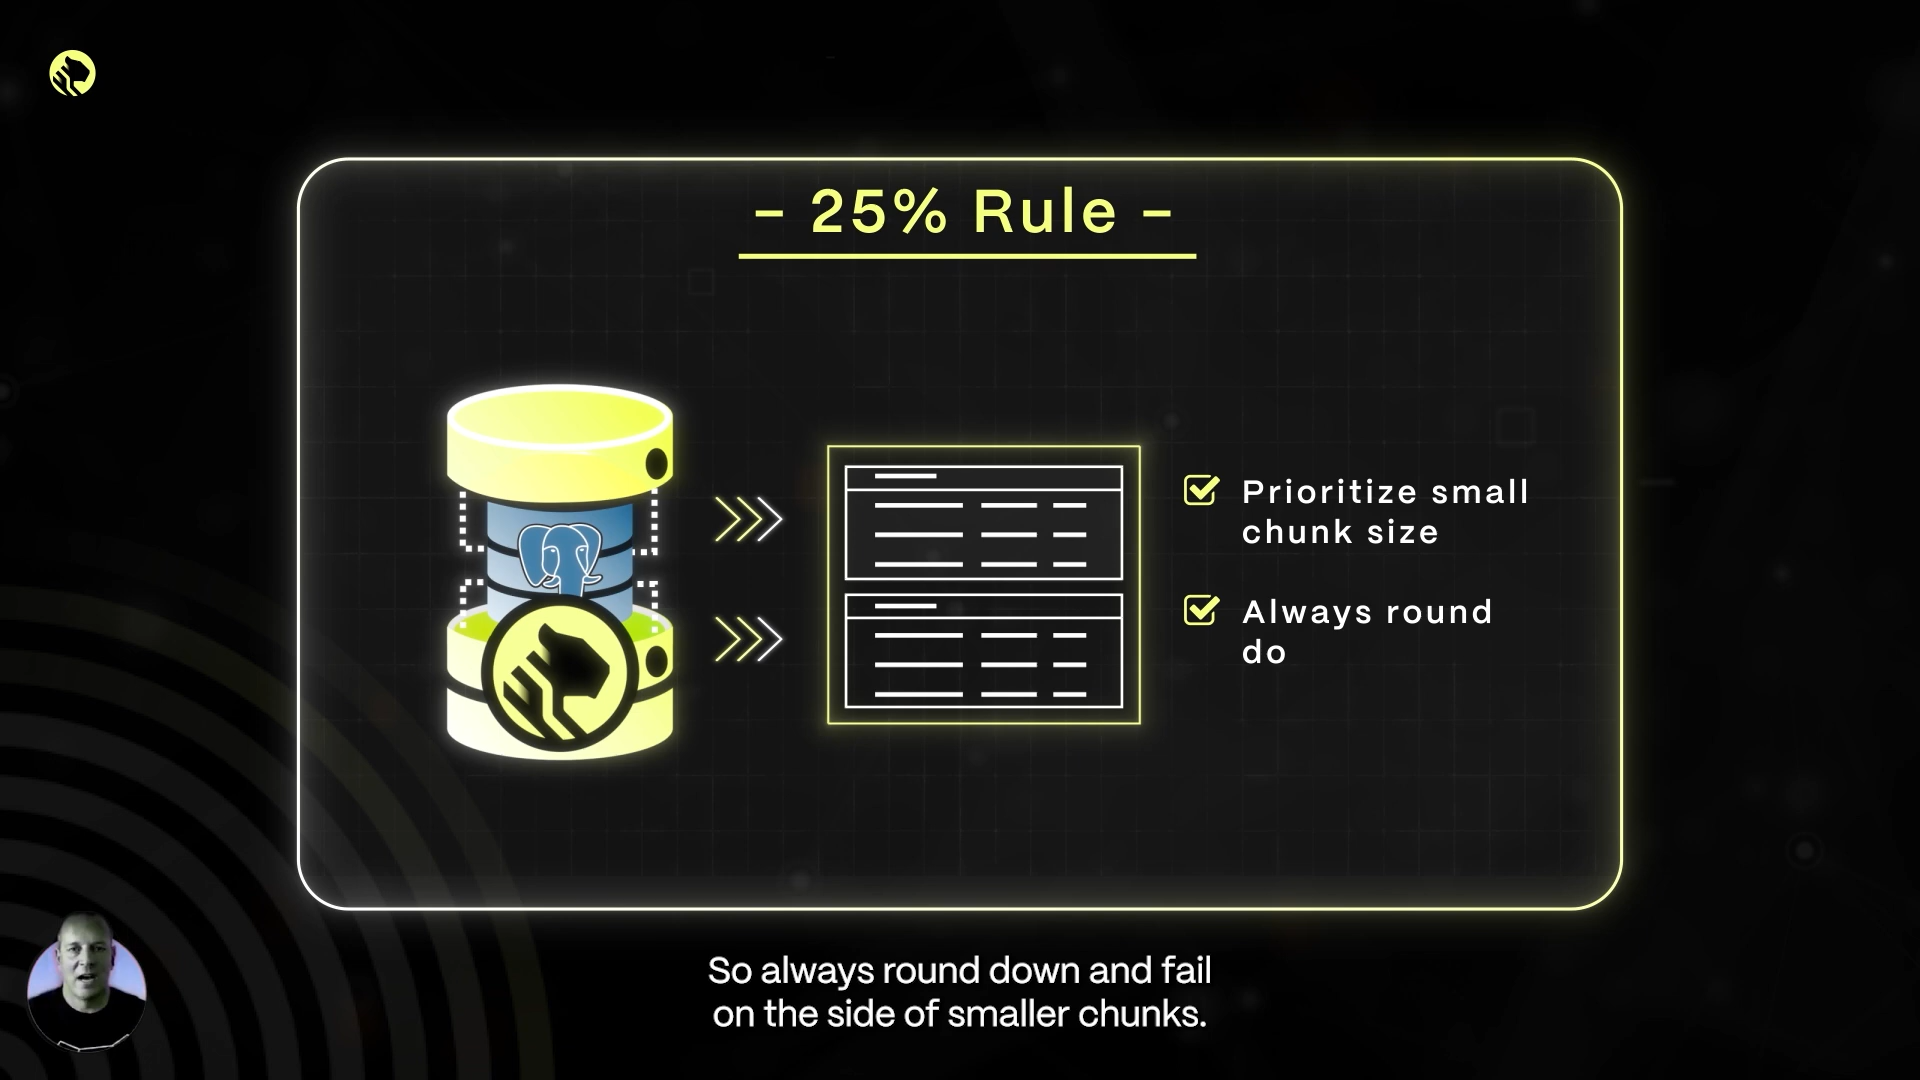 – 25% Rule –
Prioritize small
chunk size
Always round
do
So always round down and fail
on the side of smaller chunks.